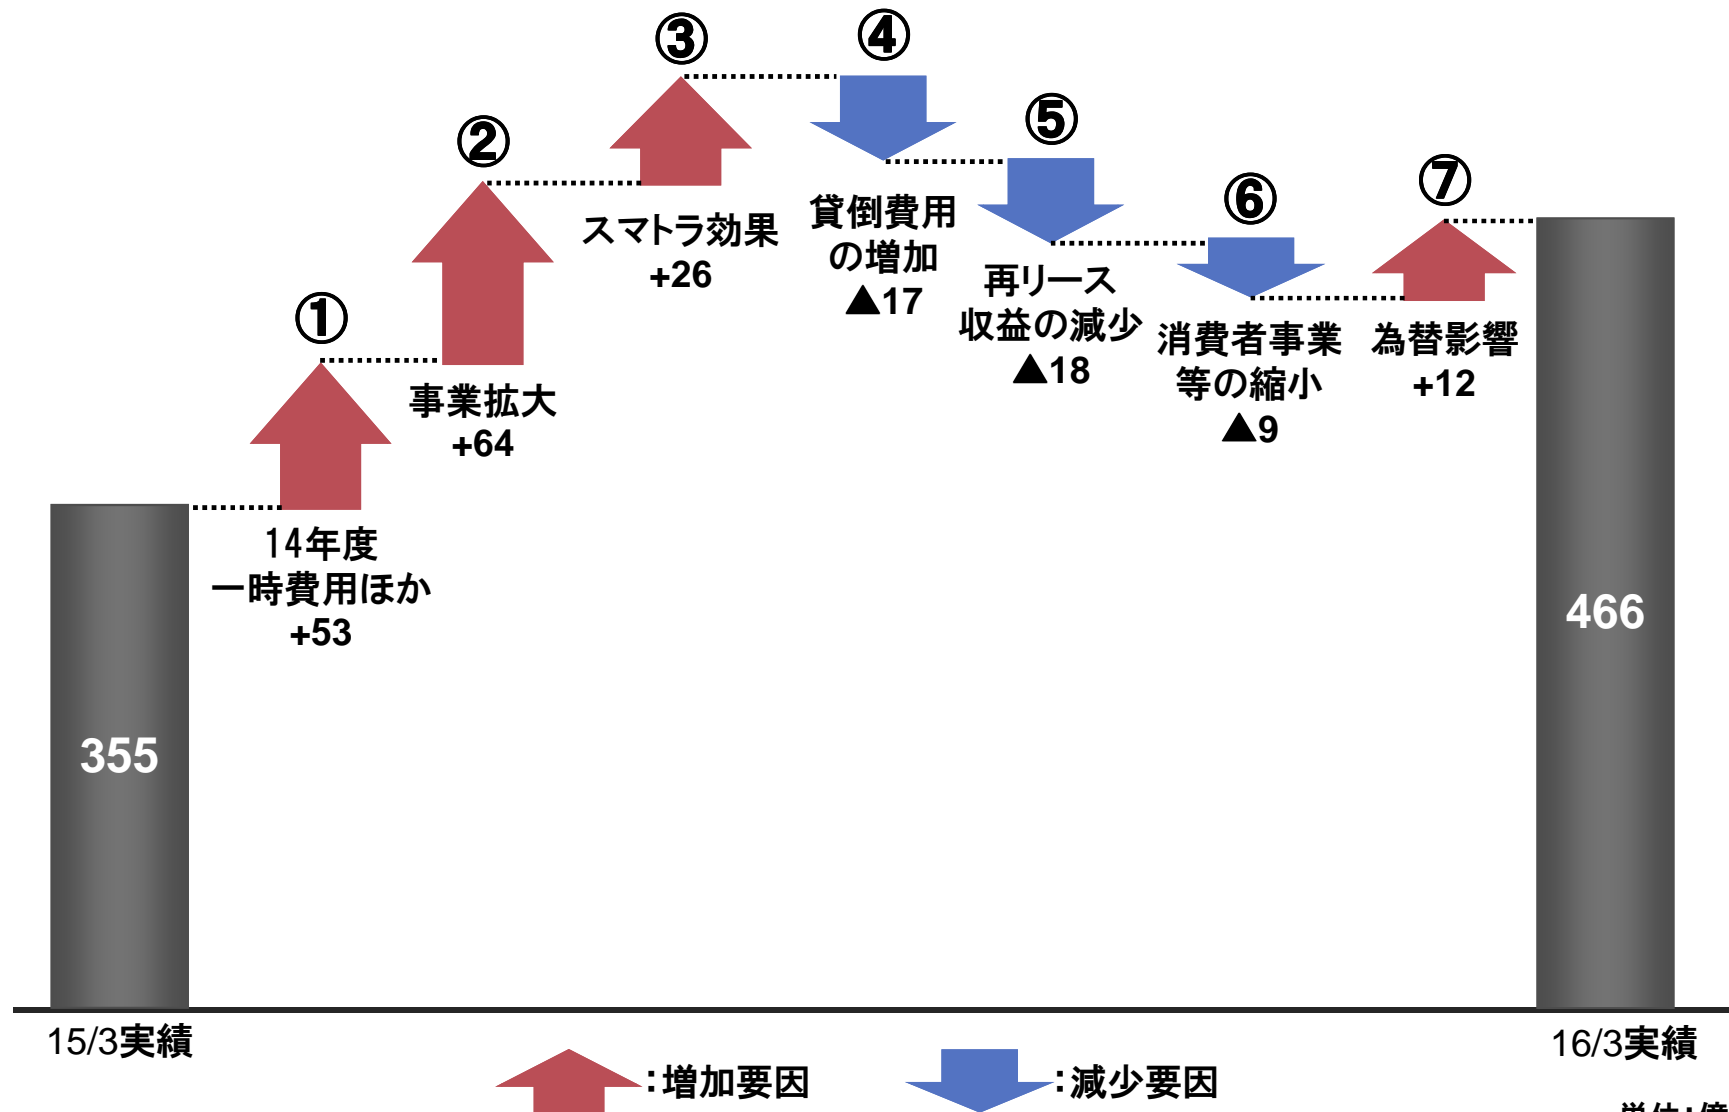 ①
14年度
一時費用ほか
+53
②
事業拡大
+64
③
スマトラ効果
+26
④
貸倒費用
の増加
▲17
⑤
再リース
収益の減少
▲18
⑥
消費者事業
等の縮小
▲9
⑦
為替影響
+12
355
466
15/3実績
16/3実績
：増加要因
：減少要因